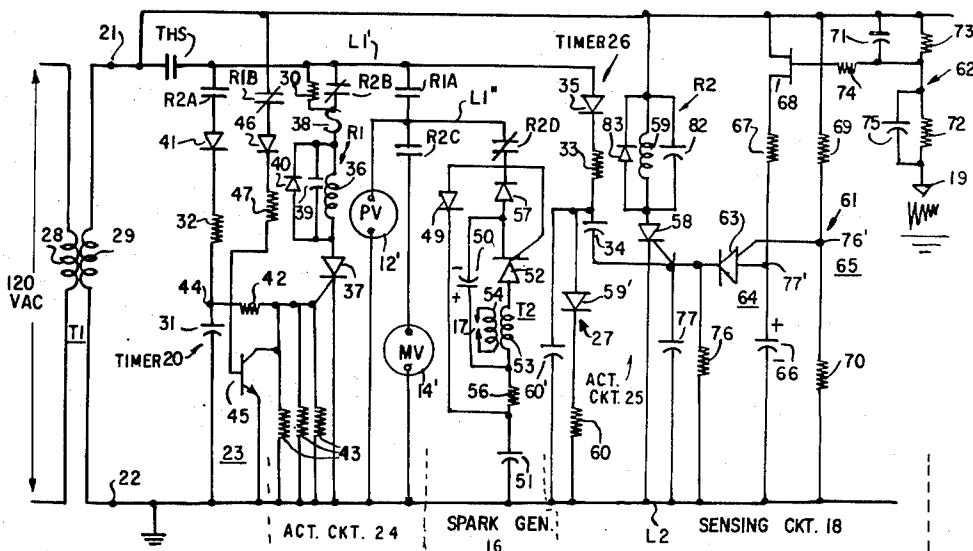 21
THS
L1'
TIMER 26
71
73
R2A
R1B
30
R2B
R1A
L1"
35
R2
62
68
74
41
46
38
R1
R2C
R2D
33
83
59
82
67
69
75
72
40
39
36
49
57
34
58
19
47
PV
12'
50
63
61
32
52
76'
28
29
120
VAC
37
54
T2
59'
64
77'
65
44
42
17
27
77
76
66
31
53
T1
TIMER 20
MV
14'
56
60'
ACT.
CKT. 25
70
45
43
60
51
23
22
ACT. CKT. 24
SPARK GEN.
16
L2
SENSING CKT. 18